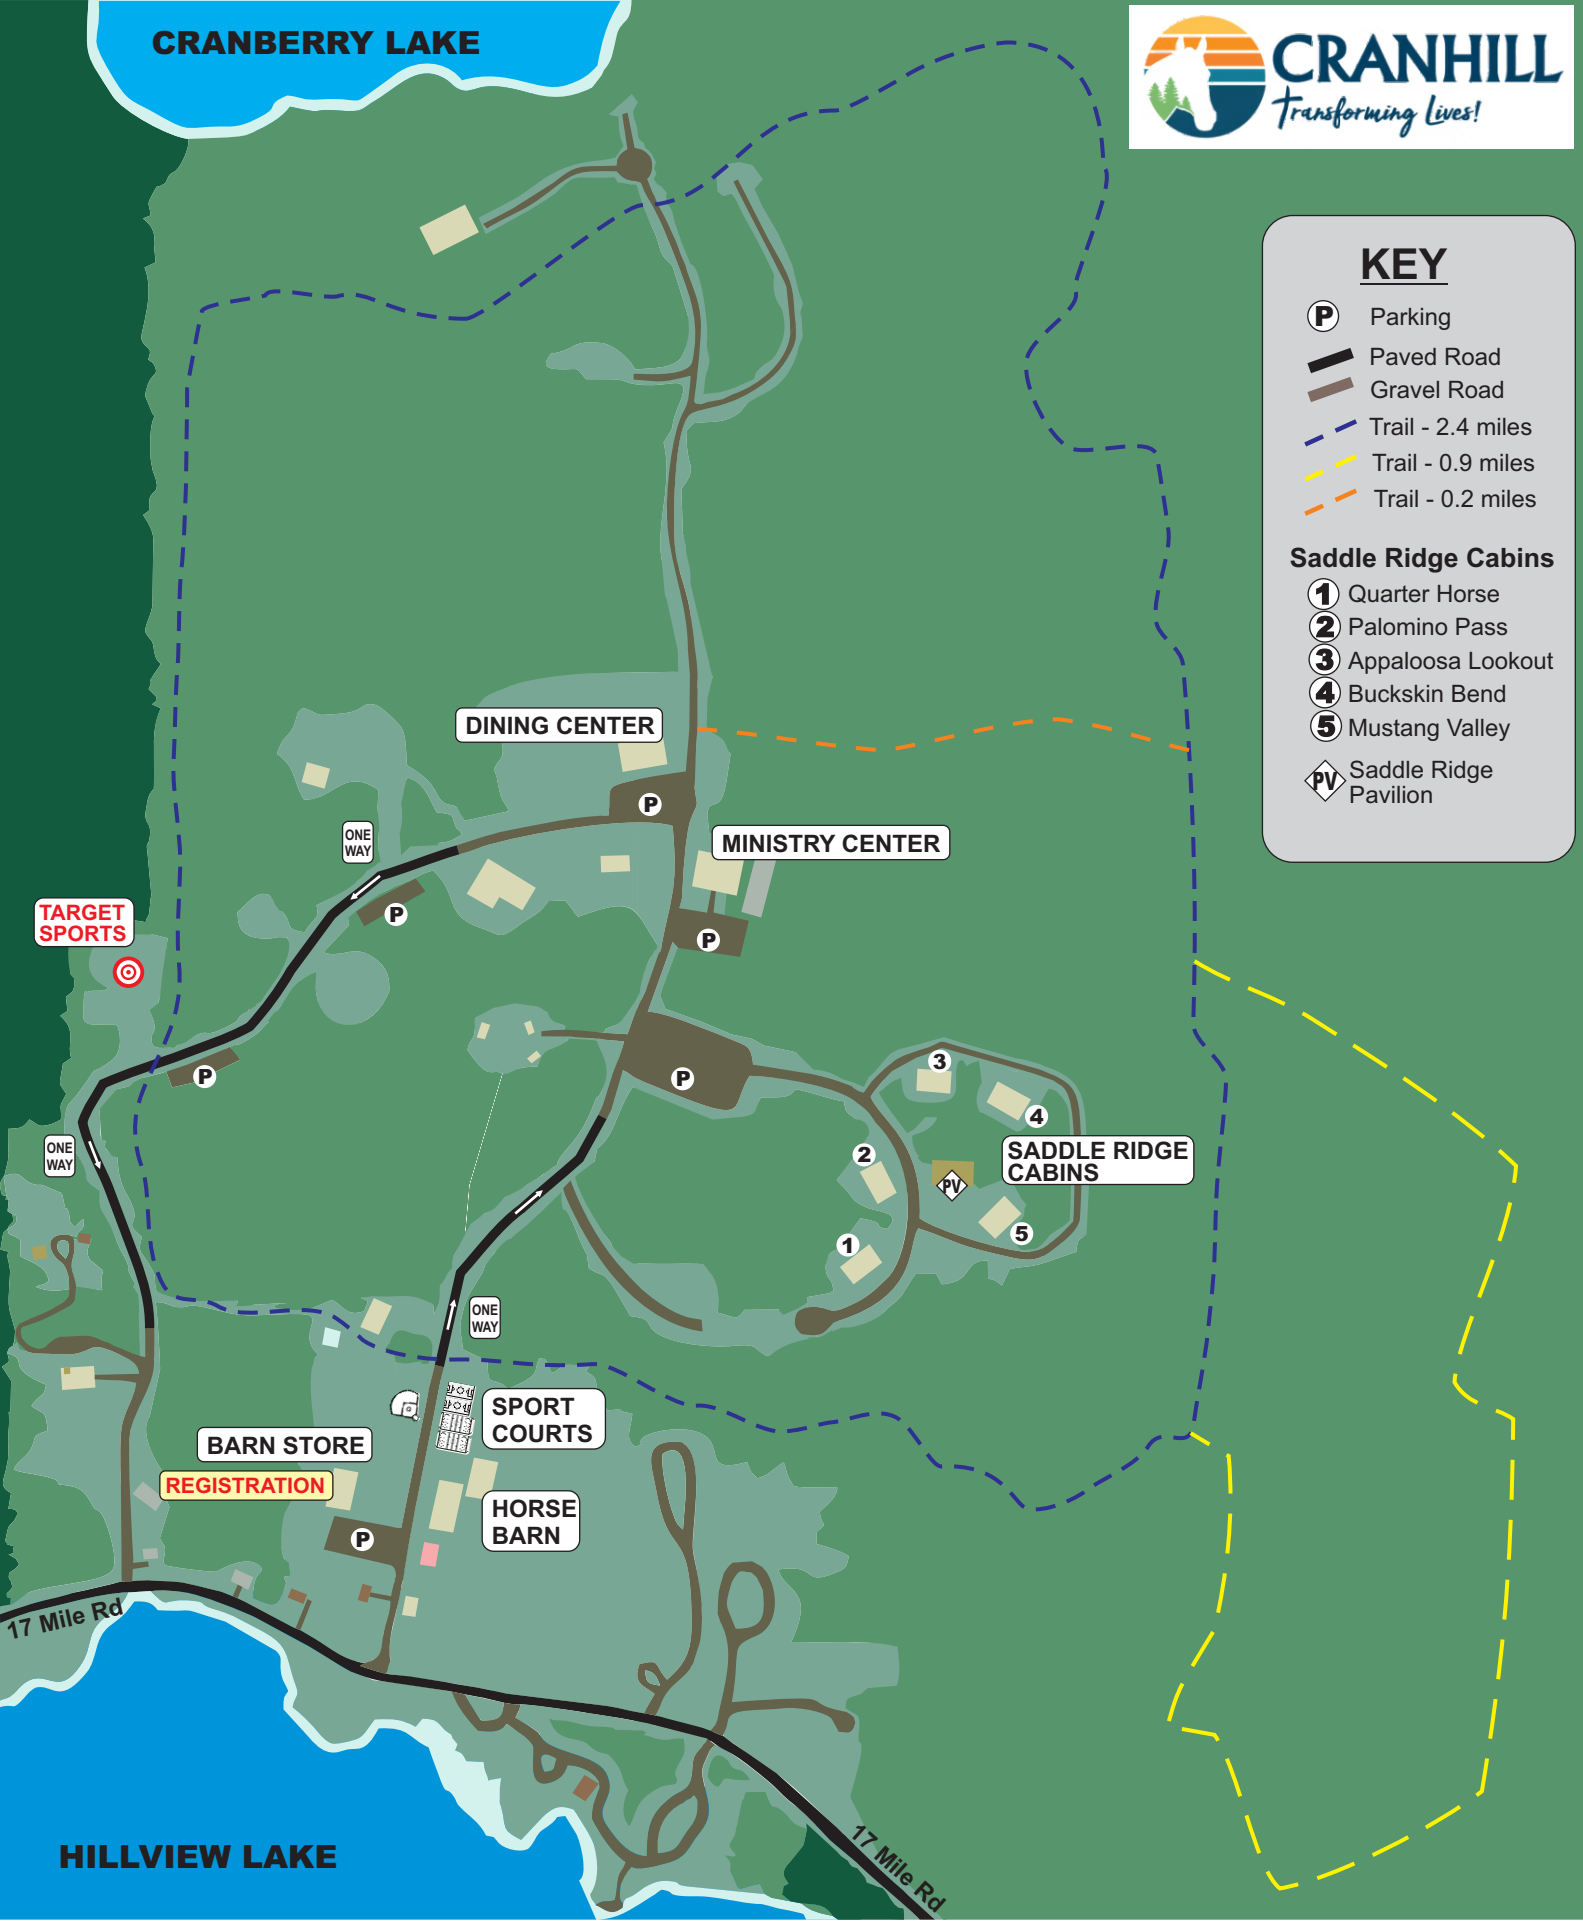 CRANBERRY LAKE
CRANHILL
Transforming Lives!
KEY
P Parking
Paved Road
Gravel Road
Trail - 2.4 miles
Trail - 0.9 miles
Trail - 0.2 miles
Saddle Ridge Cabins
1 Quarter Horse
2 Palomino Pass
3 Appaloosa Lookout
4 Buckskin Bend
5 Mustang Valley
PV Saddle Ridge
Pavilion
DINING CENTER
P
ONE
WAY
MINISTRY CENTER
P
P
TARGET
SPORTS
P
P
ONE
WAY
3
4
SADDLE RIDGE
CABINS
2
PV
5
1
ONE
WAY
SPORT
COURTS
BARN STORE
REGISTRATION
HORSE
BARN
P
17 Mile Rd
17 Mile Rd
HILLVIEW LAKE